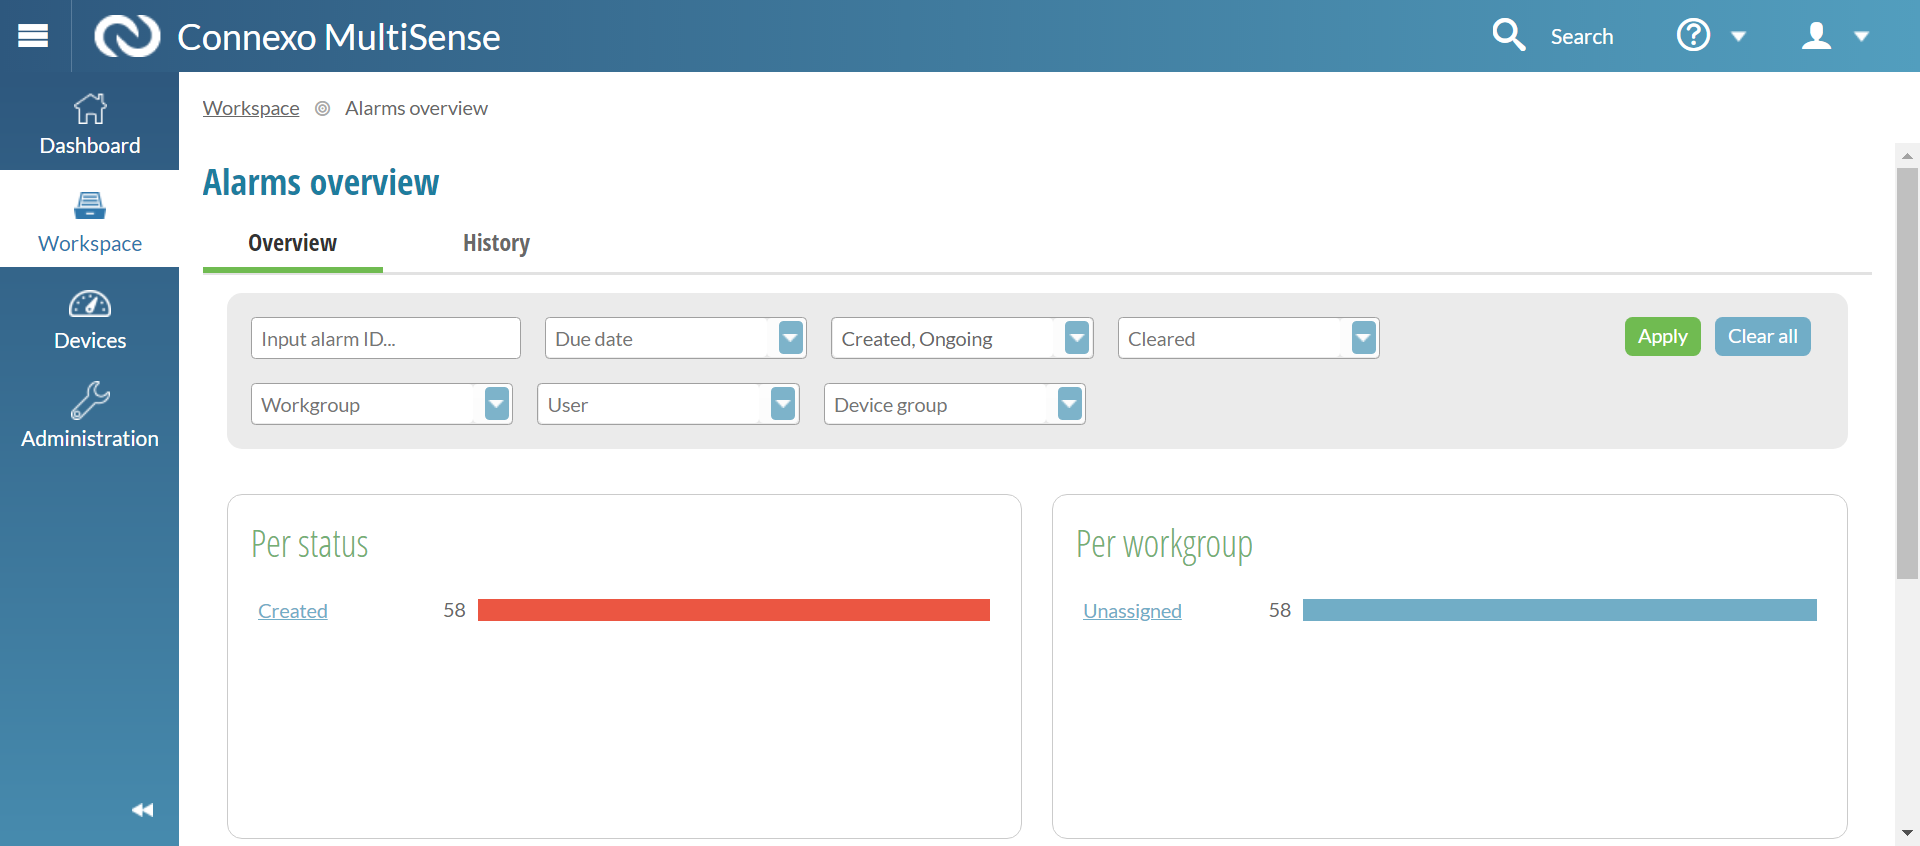 Connexo MultiSense
Search
Dashboard
Workspace
Devices
Administration
Workspace Alarms overview
Alarms overview
Overview History
Input alarm ID... Due date Created, Ongoing Cleared Apply Clear all
Workgroup User Device group
Per status
Created 58
Per workgroup
Unassigned 58